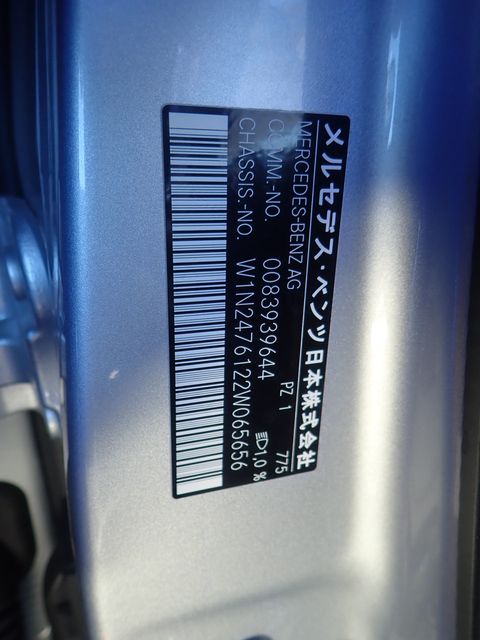 メルセデス・ベンツ日本株式会社
MERCEDES-BENZ AG 775
COMM.-NO. 0083939644 PZ 1 1,0 %
CHASSIS.-NO. W1N2476122W065656